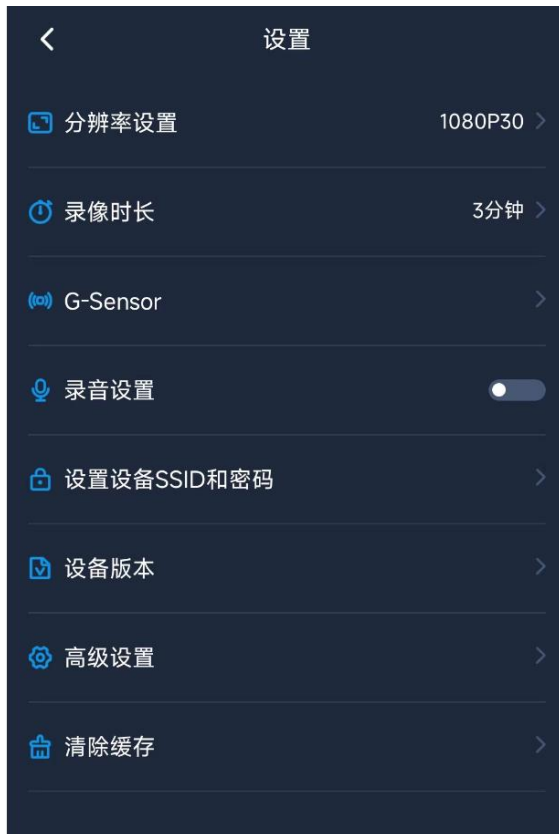 设置
分辨率设置 1080P30
录像时长 3分钟
G-Sensor
录音设置
设置设备SSID和密码
设备版本
高级设置
清除缓存